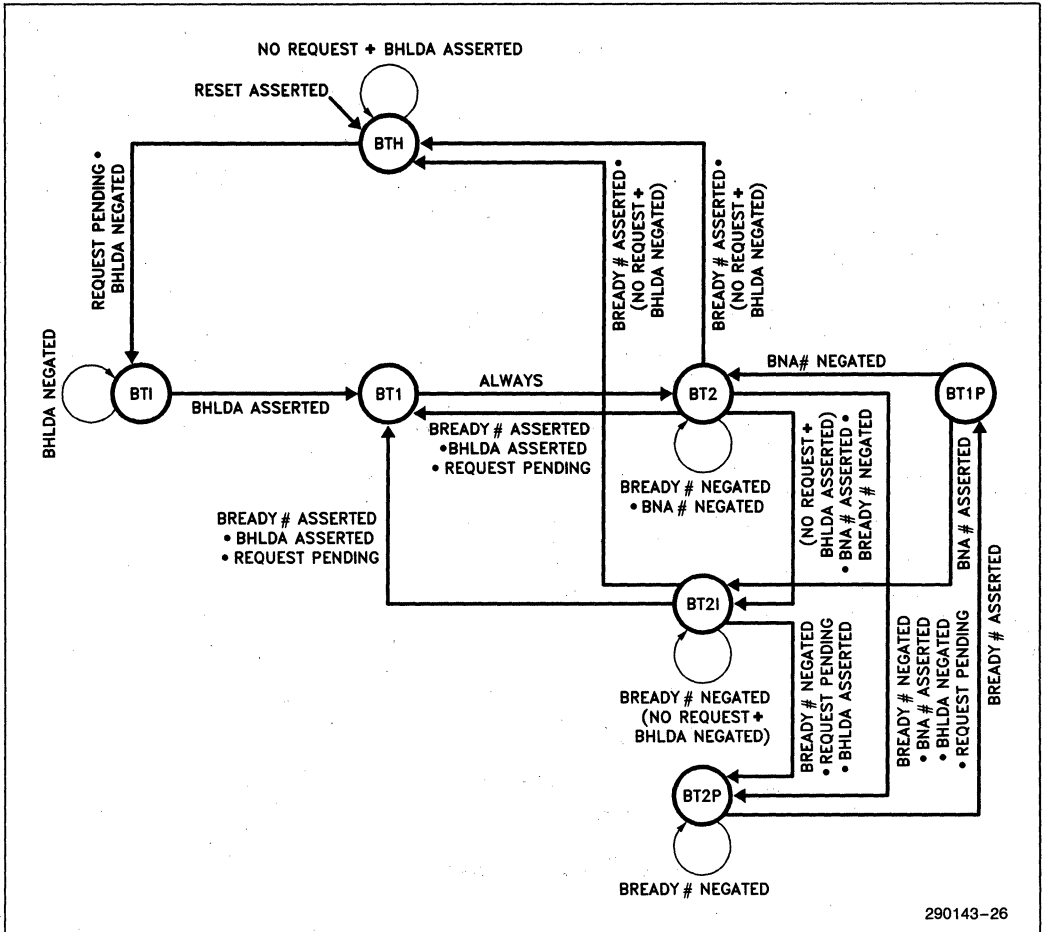 NO REQUEST + BHLDA ASSERTED
RESET ASSERTED
BTH
REQUEST PENDING •
BHLDA NEGATED
BREADY # ASSERTED •
(NO REQUEST +
BHLDA NEGATED)
BREADY # ASSERTED •
(NO REQUEST +
BHLDA NEGATED)
BHLDA NEGATED
BTI
BHLDA ASSERTED
BT1
ALWAYS
BT2
BNA# NEGATED
BT1P
BREADY # ASSERTED
•BHLDA ASSERTED
• REQUEST PENDING
BREADY # NEGATED
• BNA # NEGATED
(NO REQUEST +
BHLDA ASSERTED)
• BNA # ASSERTED •
BREADY # NEGATED
BNA # ASSERTED
BREADY # ASSERTED
BREADY # ASSERTED
• BHLDA ASSERTED
• REQUEST PENDING
BT2I
BREADY # NEGATED
(NO REQUEST +
BHLDA NEGATED)
BREADY # NEGATED
• REQUEST PENDING
• BHLDA ASSERTED
BREADY # NEGATED
• BNA # ASSERTED
• BHLDA NEGATED
• REQUEST PENDING
BT2P
BREADY # NEGATED
290143-26